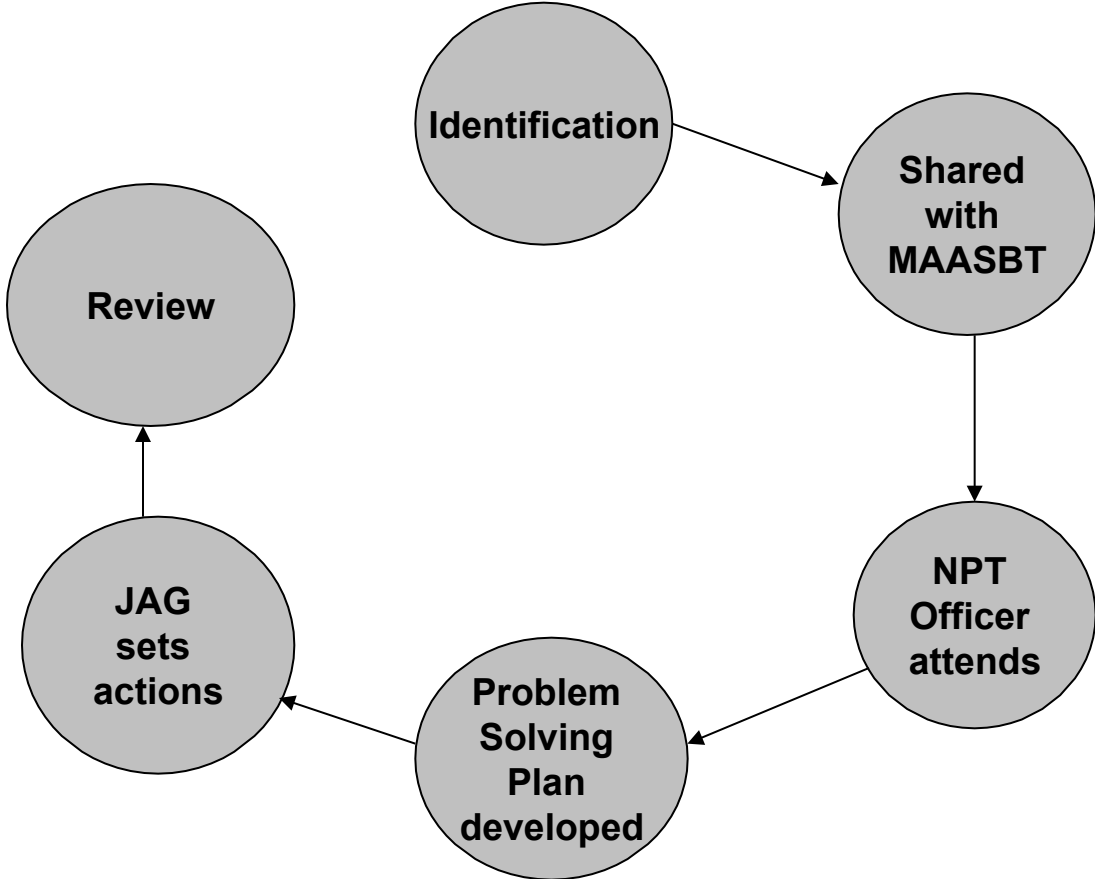 Identification
Shared
with
MAASBT
NPT
Officer
attends
Problem
Solving
Plan
developed
JAG
sets
actions
Review